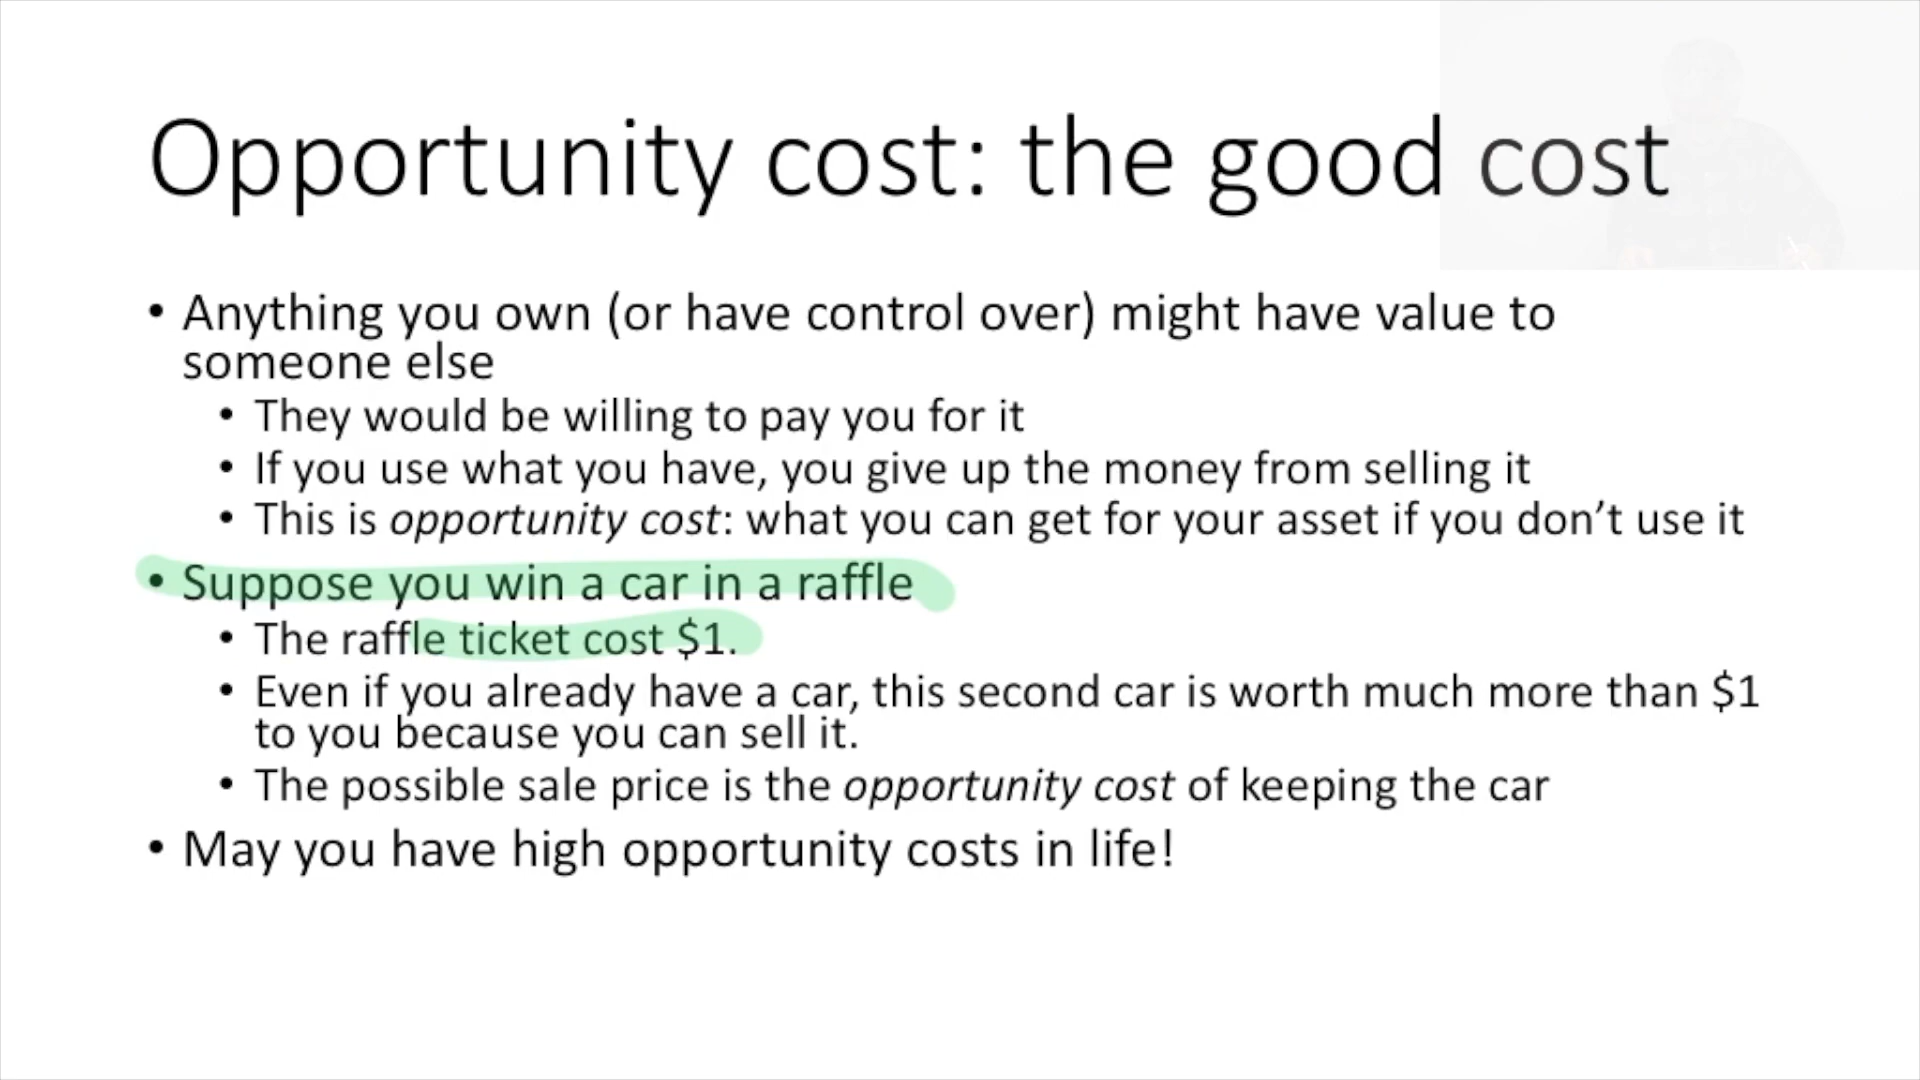 Opportunity cost: the good cost
• Anything you own (or have control over) might have value to
someone else
• They would be willing to pay you for it
• If you use what you have, you give up the money from selling it
• This is opportunity cost: what you can get for your asset if you don’t use it
• Suppose you win a car in a raffle
• The raffle ticket cost $1.
• Even if you already have a car, this second car is worth much more than $1
to you because you can sell it.
• The possible sale price is the opportunity cost of keeping the car
• May you have high opportunity costs in life!